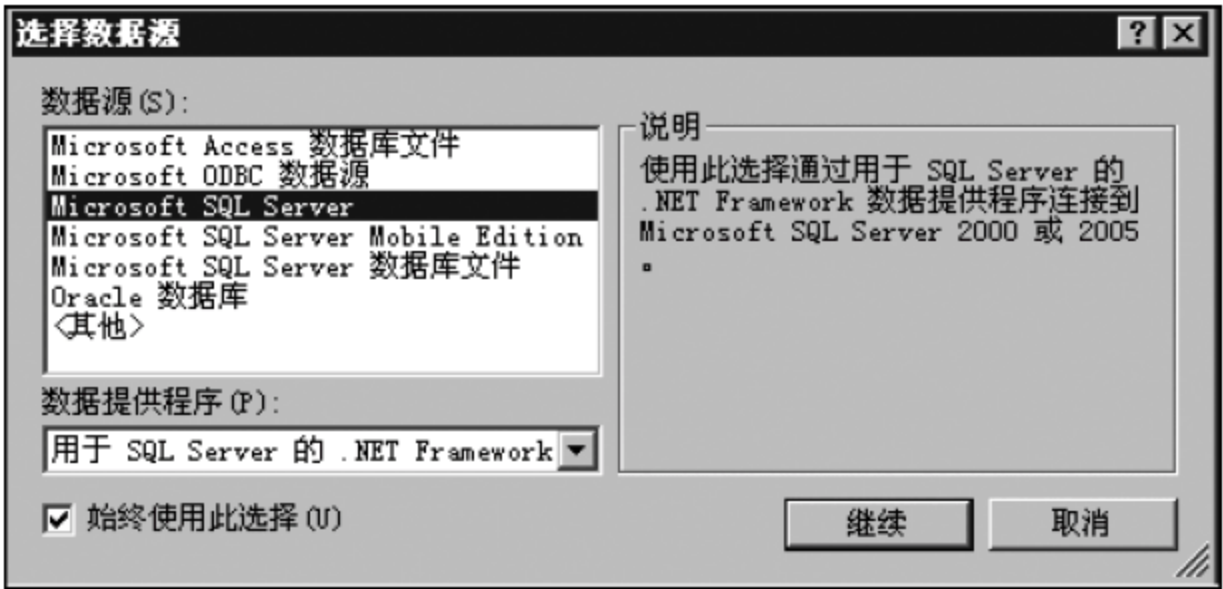 选择数据源
数据源(S):
Microsoft Access 数据库文件
Microsoft ODBC 数据源
Microsoft SQL Server
Microsoft SQL Server Mobile Edition
Microsoft SQL Server 数据库文件
Oracle 数据库
<其他>
数据提供程序(P):
用于 SQL Server 的 .NET Framework
始终使用此选择(U)
说明
使用此选择通过用于 SQL Server 的
.NET Framework 数据提供程序连接到
Microsoft SQL Server 2000 或 2005
。
继续
取消